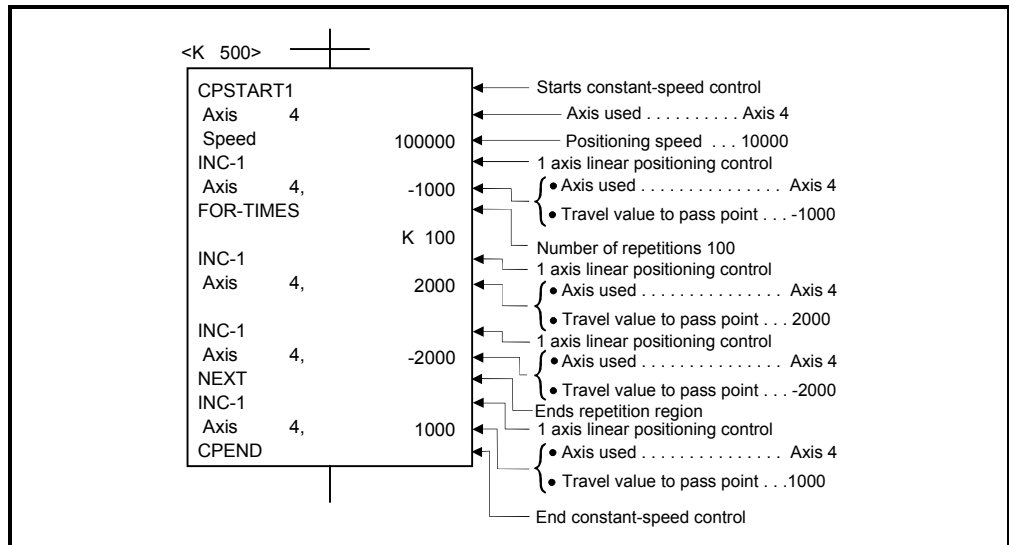 <K 500>
CPSTART1
Starts constant-speed control
Axis 4
Axis used . . . . . . . . . . Axis 4
Speed 100000
Positioning speed . . . 10000
INC-1
1 axis linear positioning control
Axis 4, -1000
• Axis used . . . . . . . . . . . . . . . Axis 4
• Travel value to pass point . . . -1000
FOR-TIMES
K 100
Number of repetitions 100
INC-1
1 axis linear positioning control
Axis 4, 2000
• Axis used . . . . . . . . . . . . . . . Axis 4
• Travel value to pass point . . . 2000
INC-1
1 axis linear positioning control
Axis 4, -2000
• Axis used . . . . . . . . . . . . . . . Axis 4
• Travel value to pass point . . . -2000
NEXT
Ends repetition region
INC-1
1 axis linear positioning control
Axis 4, 1000
• Axis used . . . . . . . . . . . . . . . Axis 4
• Travel value to pass point . . .1000
CPEND
End constant-speed control